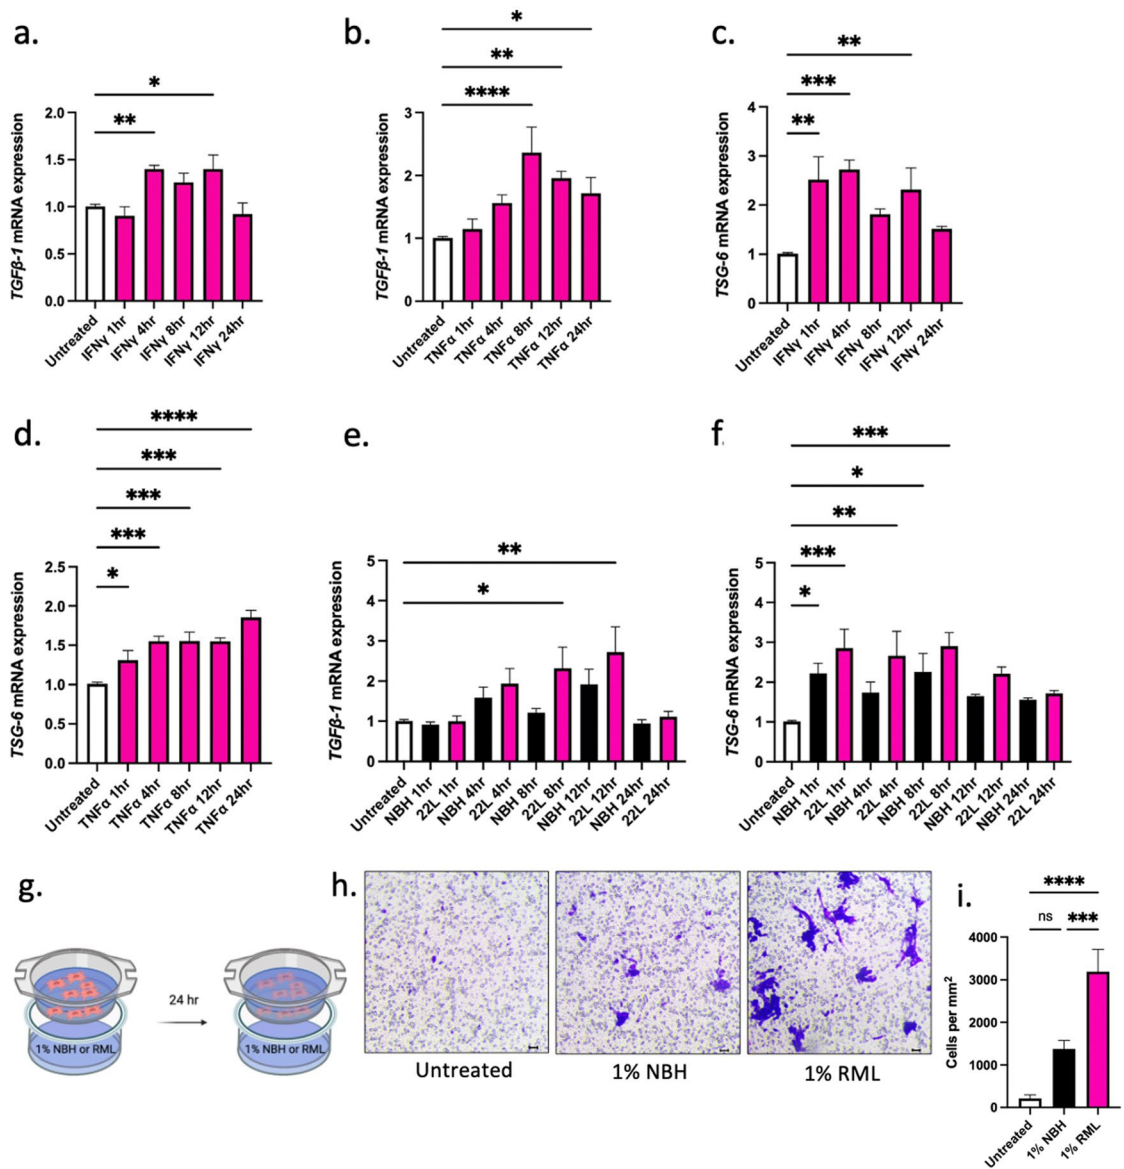 a.
*
**
2.0
1.5
1.0
0.5
0.0
TGFβ-1 mRNA expression
Untreated
IFNγ 1hr
IFNγ 4hr
IFNγ 8hr
IFNγ 12hr
IFNγ 24hr
b.
*
**
****
3
2
1
0
TGFβ-1 mRNA expression
Untreated
TNFα 1hr
TNFα 4hr
TNFα 8hr
TNFα 12hr
TNFα 24hr
c.
**
***
**
4
3
2
1
0
TSG-6 mRNA expression
Untreated
IFNγ 1hr
IFNγ 4hr
IFNγ 8hr
IFNγ 12hr
IFNγ 24hr
d.
****
***
***
***
*
2.5
2.0
1.5
1.0
0.5
0.0
TSG-6 mRNA expression
Untreated
TNFα 1hr
TNFα 4hr
TNFα 8hr
TNFα 12hr
TNFα 24hr
e.
**
*
5
4
3
2
1
0
TGFβ-1 mRNA expression
Untreated
NBH 1hr
22L 1hr
NBH 4hr
22L 4hr
NBH 8hr
22L 8hr
NBH 12hr
22L 12hr
NBH 24hr
22L 24hr
f.
***
*
**
***
*
5
4
3
2
1
0
TSG-6 mRNA expression
Untreated
NBH 1hr
22L 1hr
NBH 4hr
22L 4hr
NBH 8hr
22L 8hr
NBH 12hr
22L 12hr
NBH 24hr
22L 24hr
g.
24 hr
1% NBH or RML
1% NBH or RML
h.
Untreated
1% NBH
1% RML
i.
****
ns
***
4000
3000
2000
1000
0
Cells per mm²
Untreated
1% NBH
1% RML